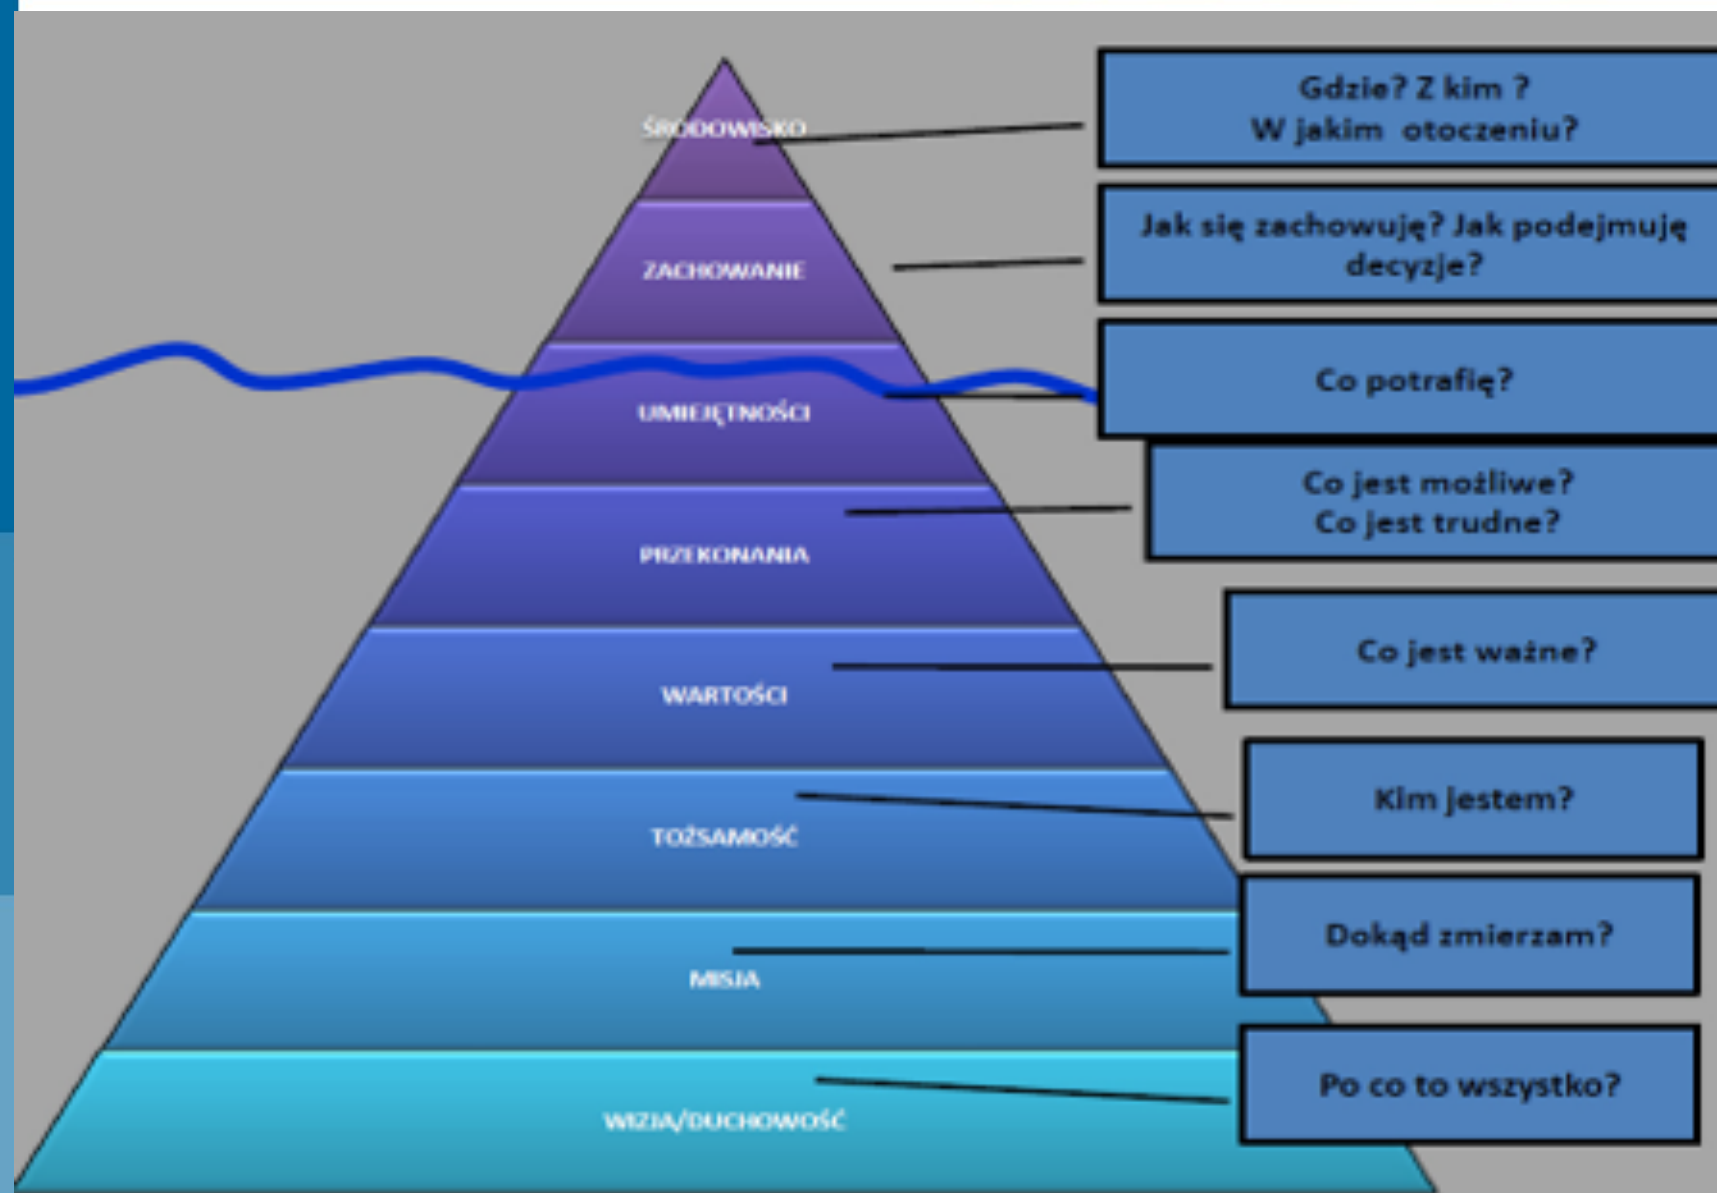 ŚRODOWISKO
Gdzie? Z kim ?
W jakim otoczeniu?
ZACHOWANIE
Jak się zachowuję? Jak podejmuję
decyzje?
UMIEJĘTNOŚCI
Co potrafię?
PRZEKONANIA
Co jest możliwe?
Co jest trudne?
WARTOŚCI
Co jest ważne?
TOŻSAMOŚĆ
Kim jestem?
MISJA
Dokąd zmierzam?
WIZJA/DUCHOWOŚĆ
Po co to wszystko?